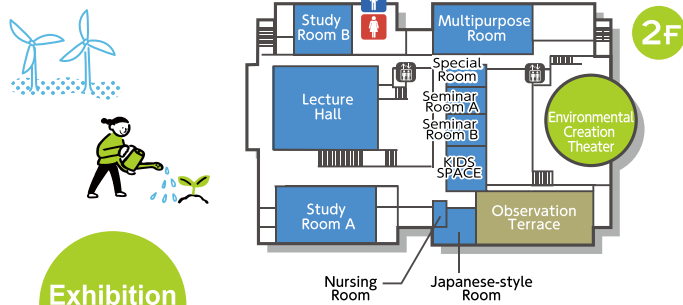 2F
Study
Room B
Multipurpose
Room
Special
Room
Lecture
Hall
Seminar
Room A
Seminar
Room B
Environmental
Creation
Theater
KIDS
SPACE
Study
Room A
Observation
Terrace
Nursing
Room
Japanese-style
Room
Exhibition